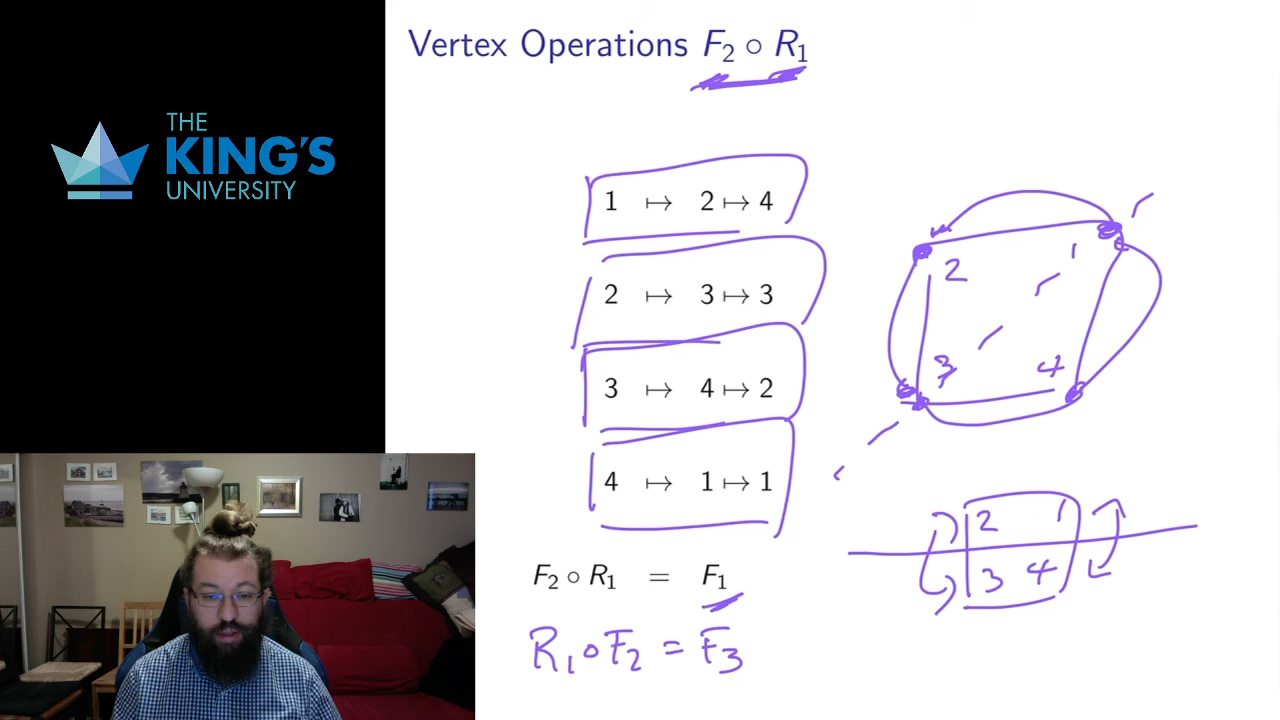 THE
KING'S
UNIVERSITY
Vertex Operations F₂ ∘ R₁
1 ↦ 2 ↦ 4
2 ↦ 3 ↦ 3
3 ↦ 4 ↦ 2
4 ↦ 1 ↦ 1
F₂ ∘ R₁ = F₁
R₁ ∘ F₂ = F₃
2 1
3 4
2 1
3 4